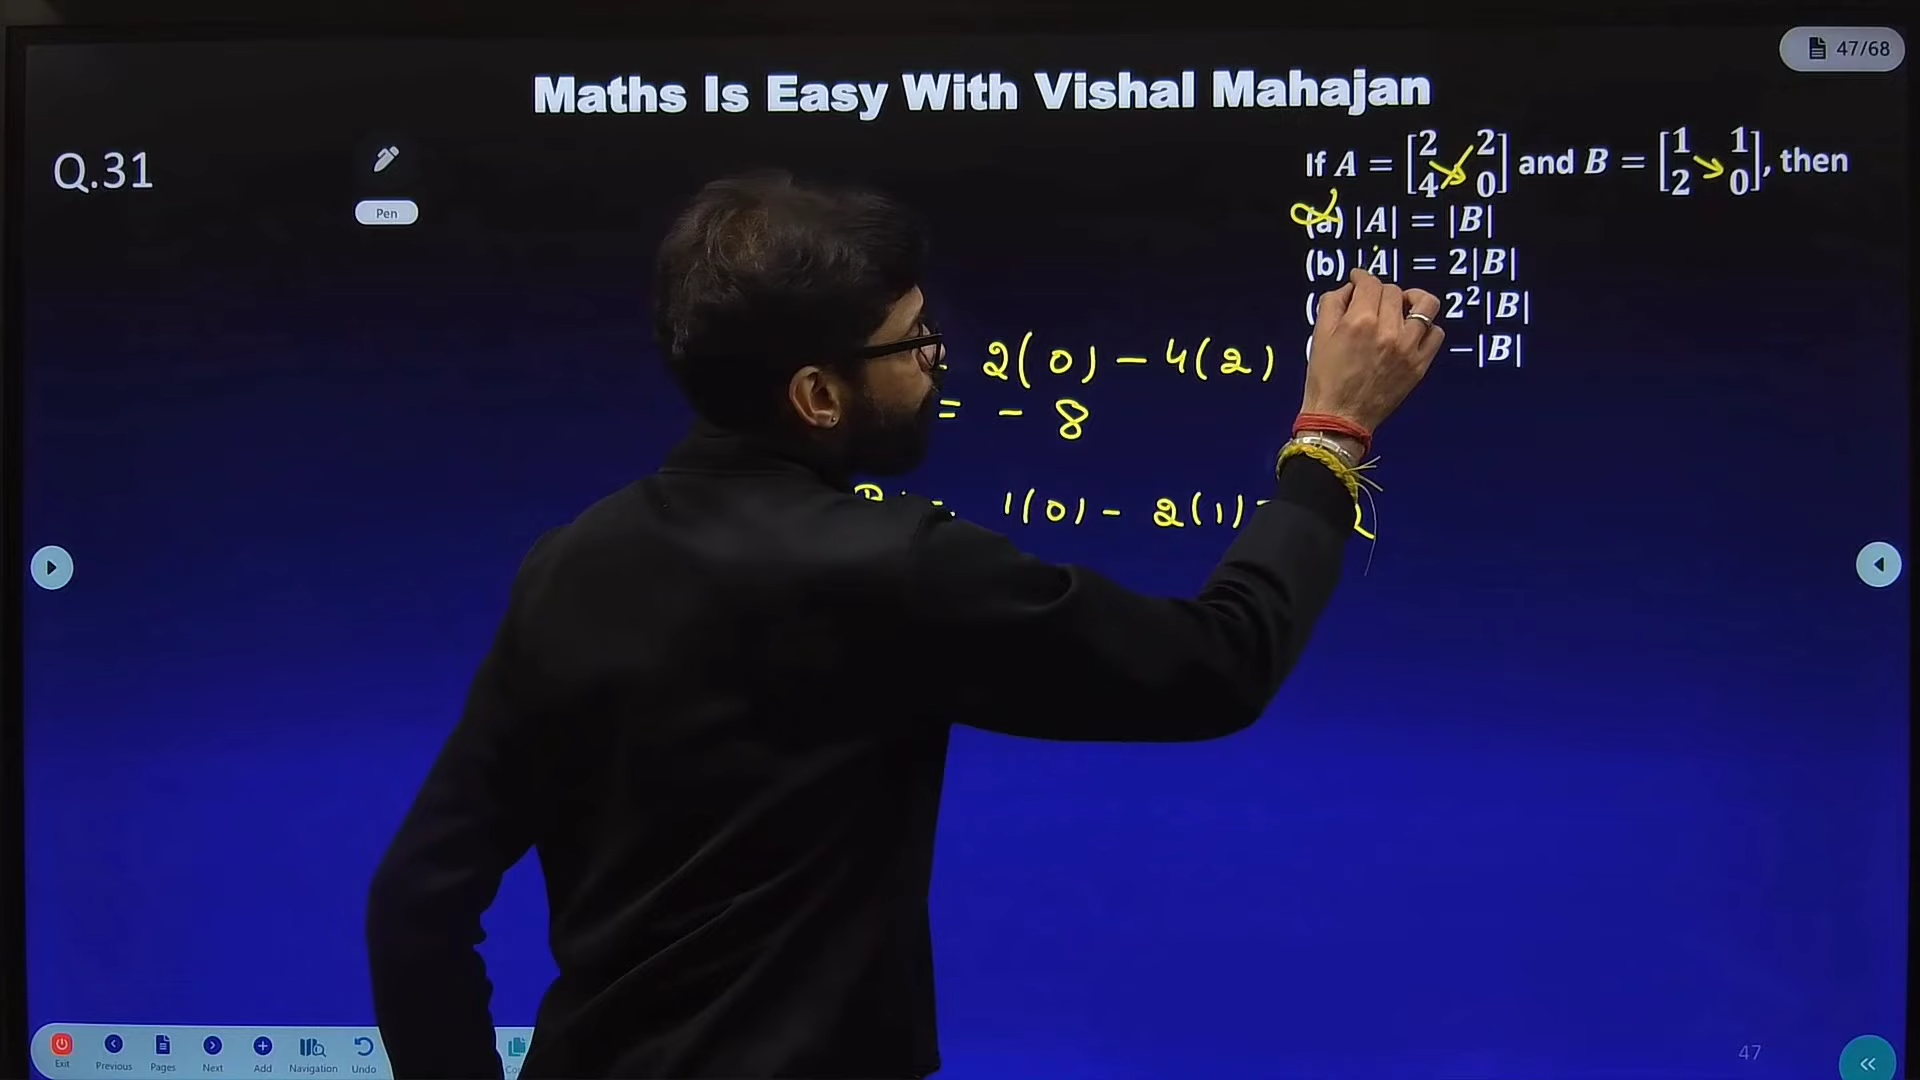 47/68
Maths Is Easy With Vishal Mahajan
Q.31
Pen
If A = [2 2 4 0] and B = [1 1 2 0], then
(a) |A| = |B|
(b) |A| = 2|B|
2²|B|
−|B|
2(0) − 4(2)
= − 8
1(0) − 2(1)
47
Exit
Previous
Pages
Next
Add
Navigation
Undo